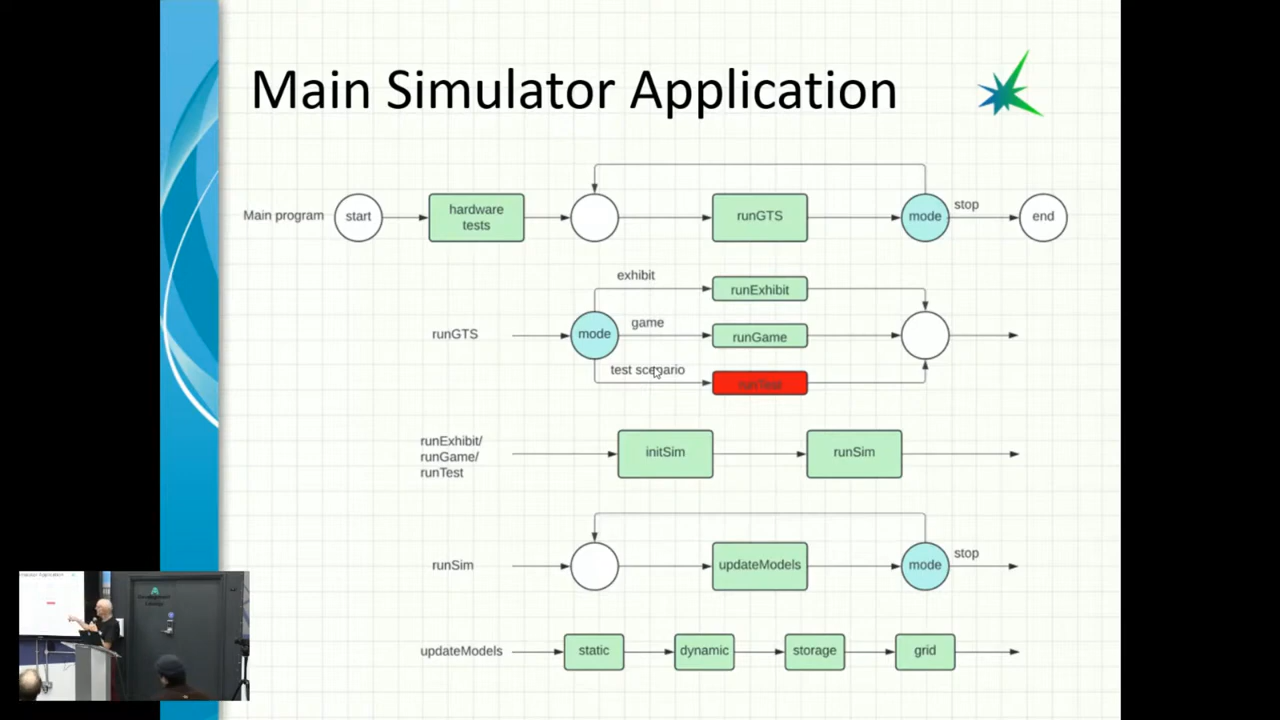 Main Simulator Application
Main program
start
hardware
tests
runGTS
mode
stop
end
exhibit
runExhibit
runGTS
mode
game
runGame
test scenario
runTest
runExhibit/
runGame/
runTest
initSim
runSim
runSim
updateModels
mode
stop
updateModels
static
dynamic
storage
grid